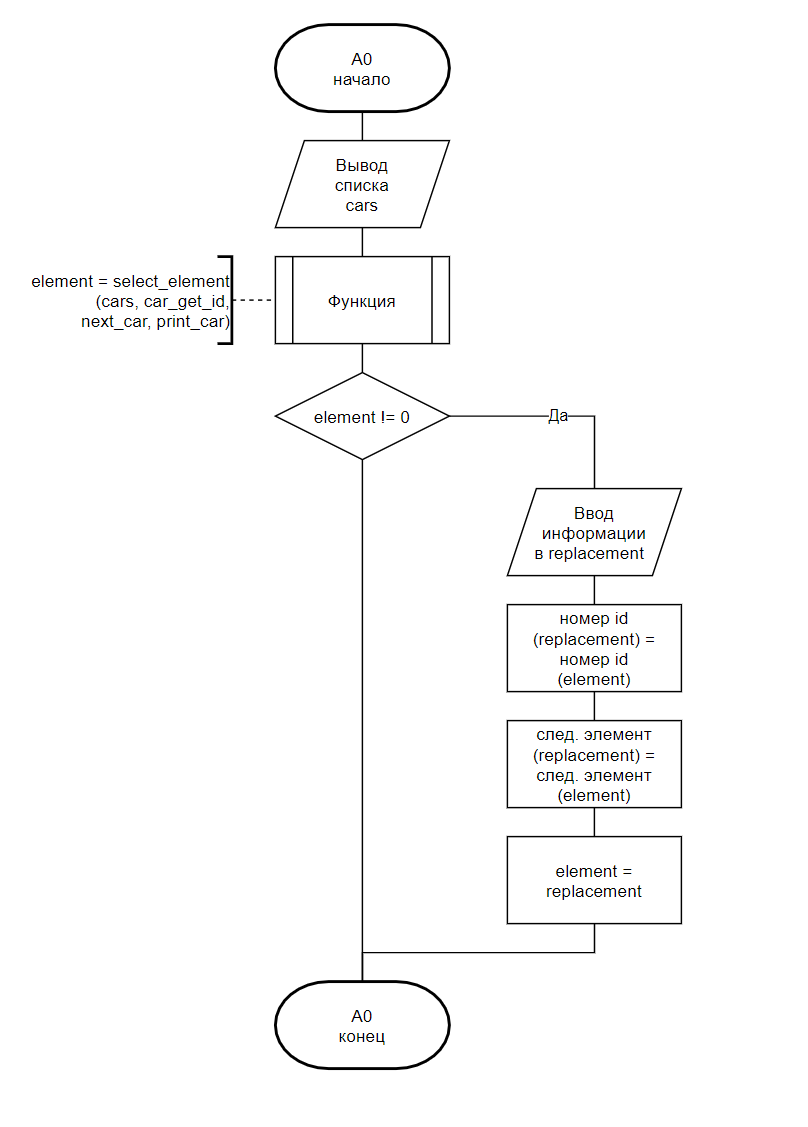 A0
начало
Вывод
списка
cars
element = select_element
(cars, car_get_id,
next_car, print_car)
Функция
element != 0
Да
Ввод
информации
в replacement
номер id
(replacement) =
номер id
(element)
след. элемент
(replacement) =
след. элемент
(element)
element =
replacement
A0
конец